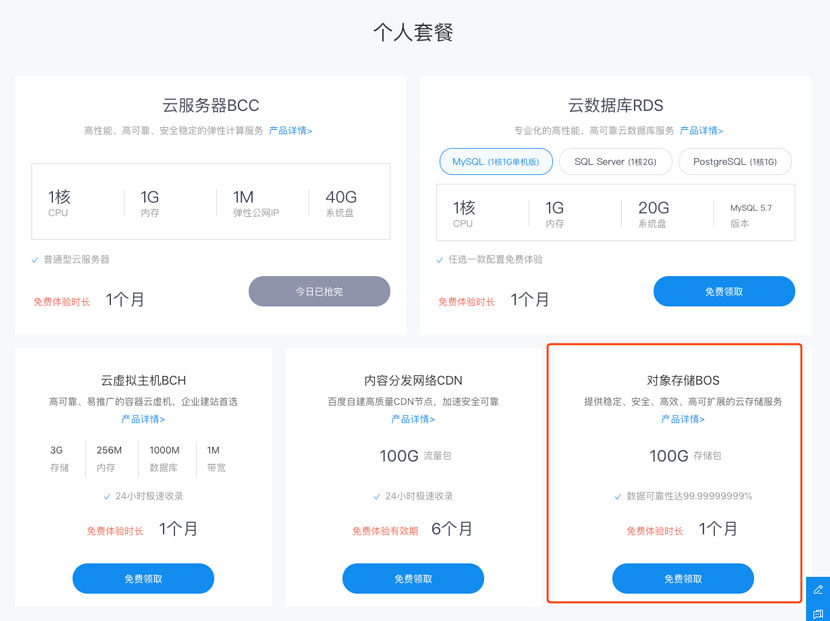 个人套餐
云服务器BCC
高性能、高可靠、安全稳定的弹性计算服务 产品详情>
1核 1G 1M 40G
CPU 内存 弹性公网IP 系统盘
普通型云服务器
免费体验时长 1个月 今日已抢完
云数据库RDS
专业化的高性能、高可靠云数据库服务 产品详情>
MySQL (1核1G单机版) SQL Server (1核2G) PostgreSQL (1核1G)
1核 1G 20G MySQL 5.7
CPU 内存 系统盘 版本
任选一款配置免费体验
免费体验时长 1个月 免费领取
云虚拟主机BCH
高可靠、易推广的容器云虚机，企业建站首选
产品详情>
3G 256M 1000M 1M
存储 内存 数据库 带宽
24小时极速收录
免费体验时长 1个月
免费领取
内容分发网络CDN
百度自建高质量CDN节点，加速安全可靠
产品详情>
100G 流量包
24小时极速收录
免费体验有效期 6个月
免费领取
对象存储BOS
提供稳定、安全、高效、高可扩展的云存储服务
产品详情>
100G 存储包
数据可靠性达99.99999999%
免费体验时长 1个月
免费领取